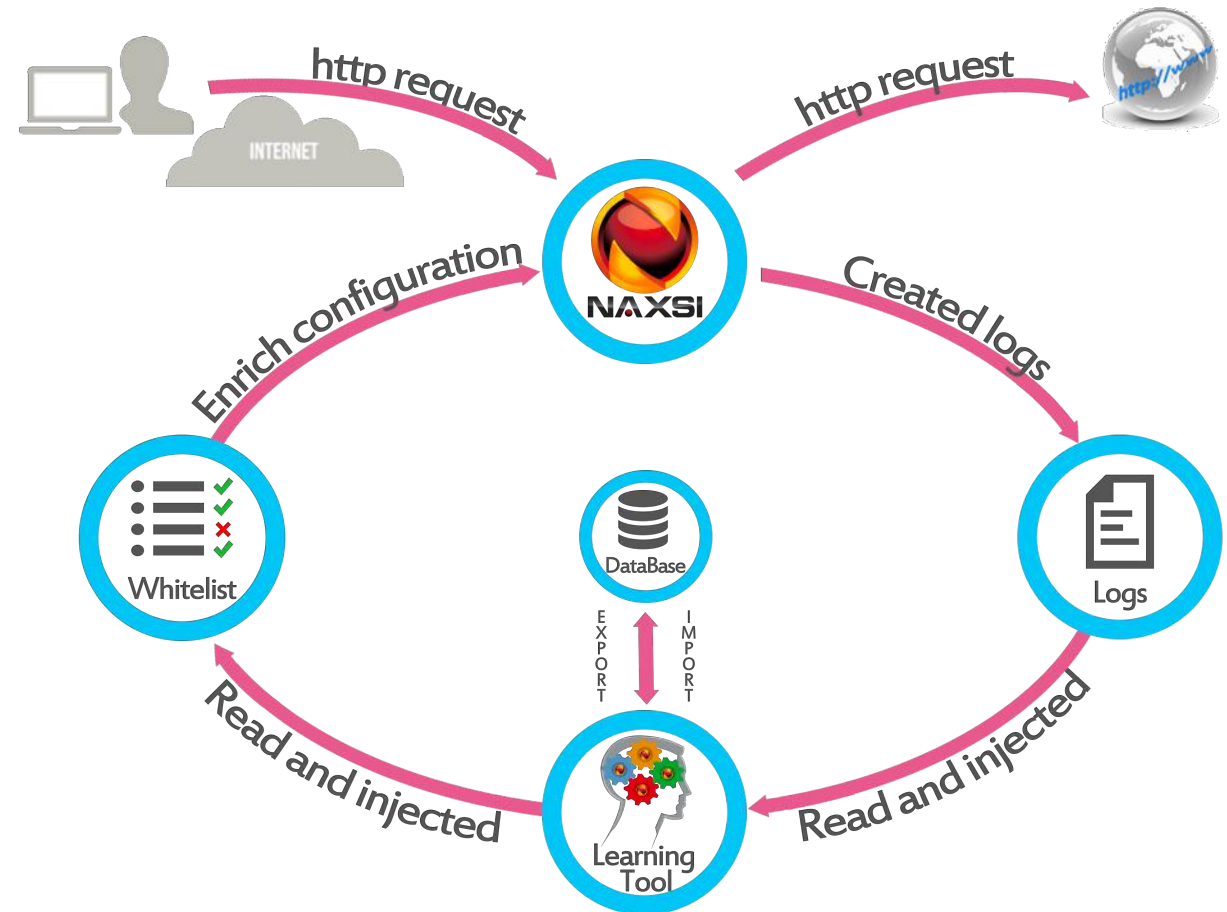 http request
http request
http://www.
INTERNET
NAXSI
Enrich configuration
Created logs
Whitelist
DataBase
Logs
EXPORT
IMPORT
Read and injected
Read and injected
Learning
Tool